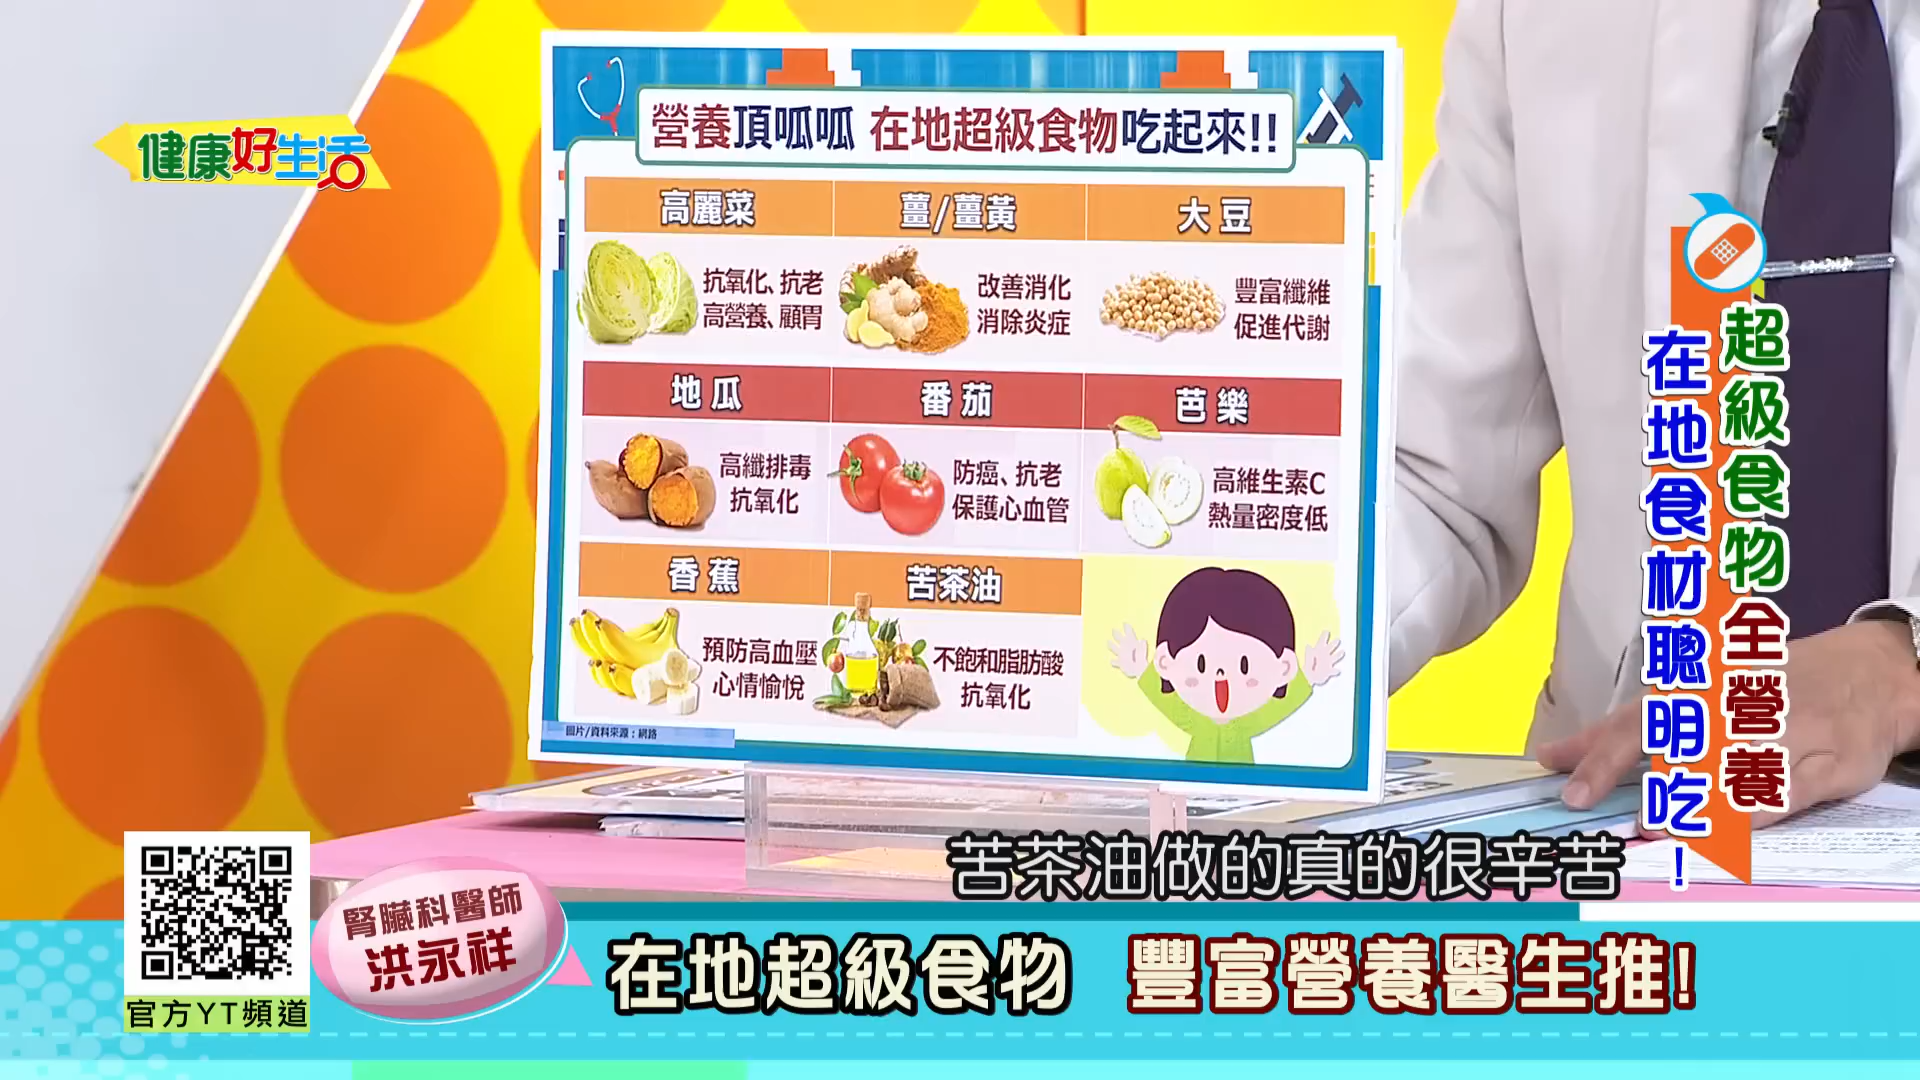 健康好生活
營養頂呱呱 在地超級食物吃起來!!
高麗菜
抗氧化、抗老
高營養、顧胃
薑/薑黃
改善消化
消除炎症
大豆
豐富纖維
促進代謝
地瓜
高纖排毒
抗氧化
番茄
防癌、抗老
保護心血管
芭樂
高維生素C
熱量密度低
香蕉
預防高血壓
心情愉悅
苦茶油
不飽和脂肪酸
抗氧化
圖片/資料來源：網路
超級食物全營養
在地食材聰明吃！
苦茶油做的真的很辛苦
腎臟科醫師
洪永祥
在地超級食物 豐富營養醫生推!
官方YT頻道